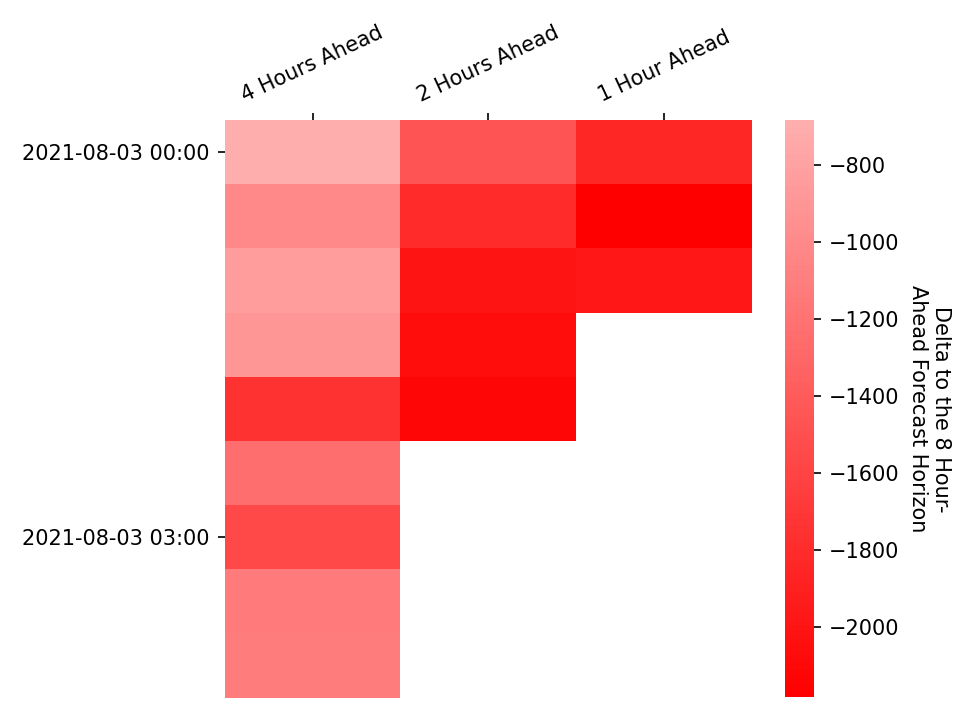 4 Hours Ahead
2 Hours Ahead
1 Hour Ahead
2021-08-03 00:00
2021-08-03 03:00
−800
−1000
−1200
−1400
−1600
−1800
−2000
Delta to the 8 Hour-
Ahead Forecast Horizon